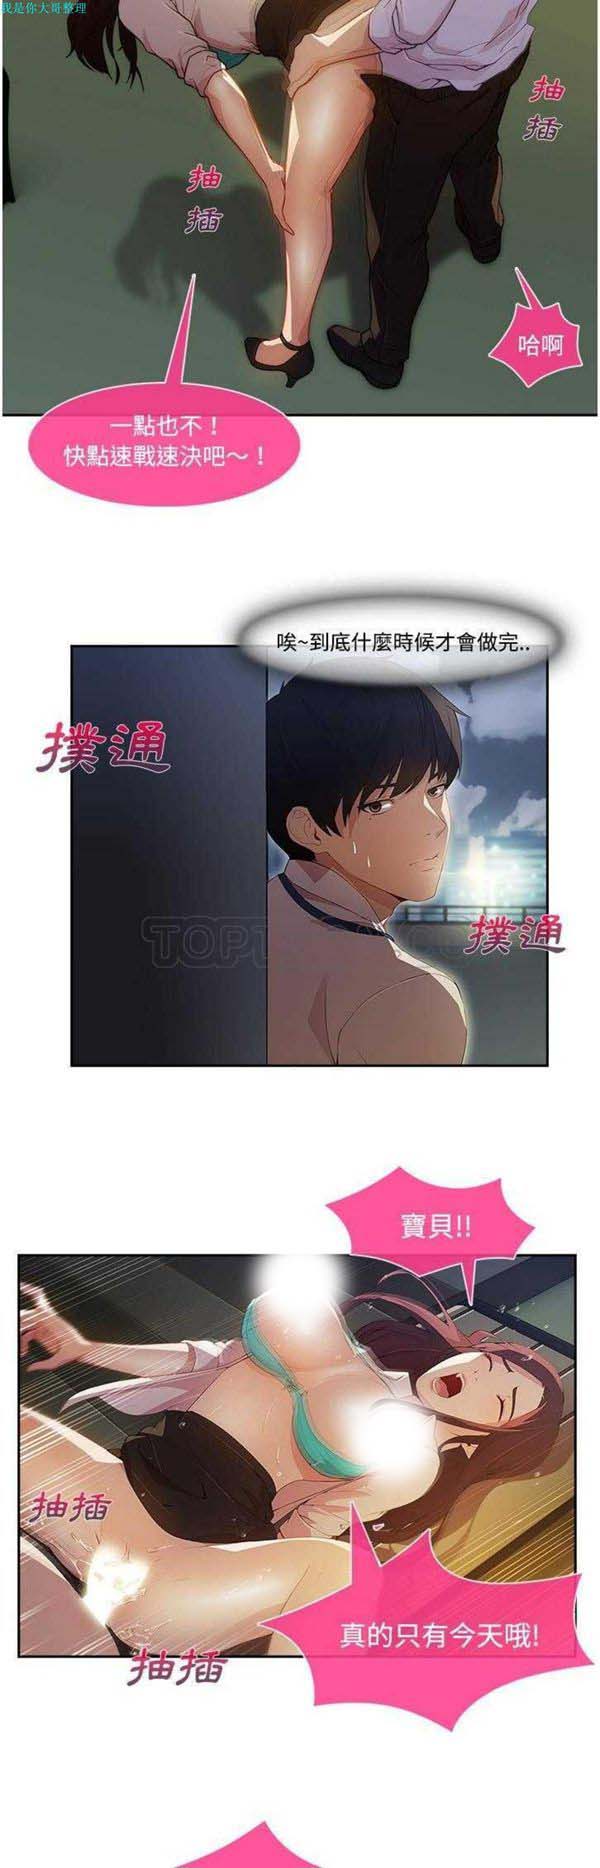 我是你大哥整理
抽
插
抽
插
哈啊
一點也不！
快點速戰速決吧～！
唉~到底什麼時候才會做完..
撲通
撲通
寶貝!!
抽插
真的只有今天哦!
抽插